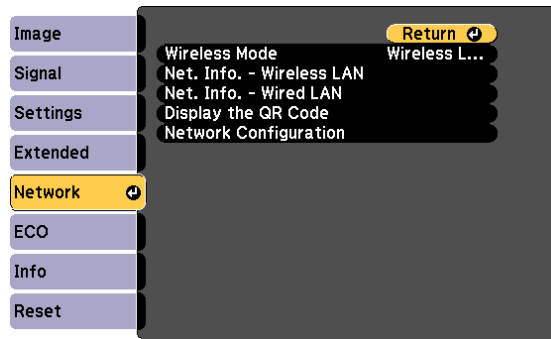 Image
Signal
Settings
Extended
Network
ECO
Info
Reset
Return
Wireless Mode Wireless L...
Net. Info. - Wireless LAN
Net. Info. - Wired LAN
Display the QR Code
Network Configuration